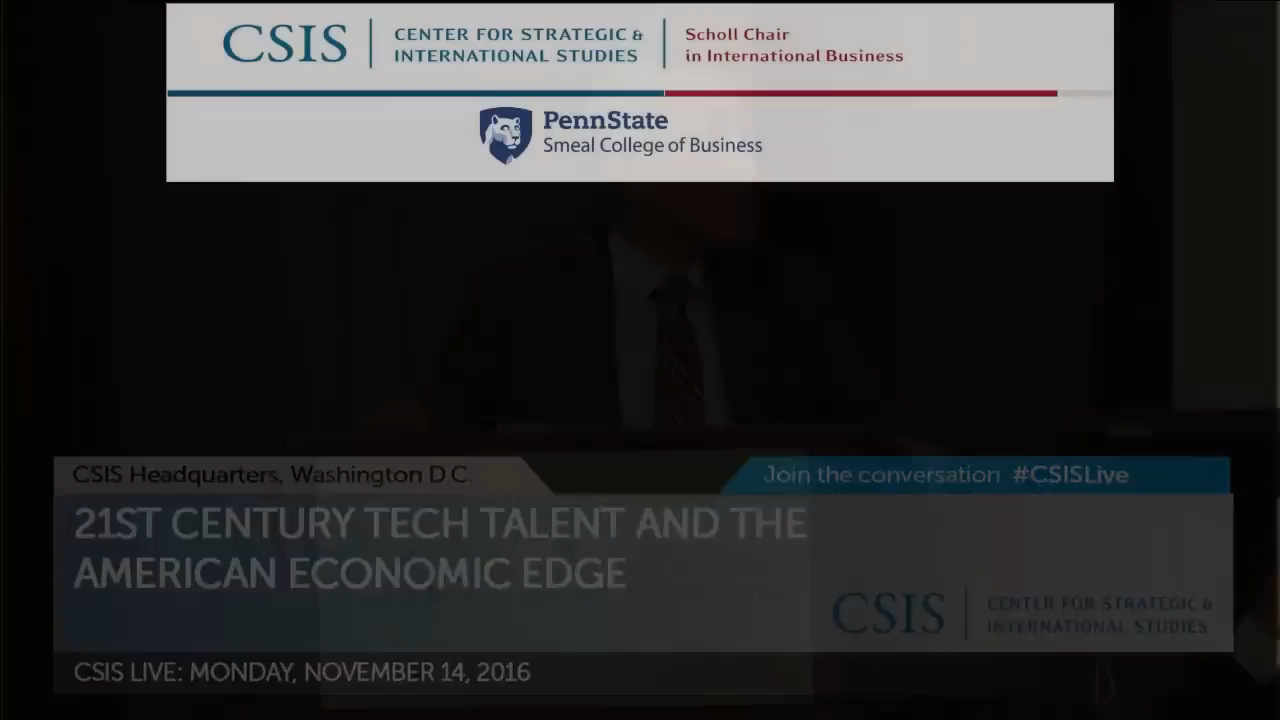 CSIS
CENTER FOR STRATEGIC &
INTERNATIONAL STUDIES
Scholl Chair
in International Business
PennState
Smeal College of Business
CSIS Headquarters, Washington D.C.
Join the conversation #CSISLive
21ST CENTURY TECH TALENT AND THE
AMERICAN ECONOMIC EDGE
CSIS
CENTER FOR STRATEGIC &
INTERNATIONAL STUDIES
CSIS LIVE: MONDAY, NOVEMBER 14, 2016